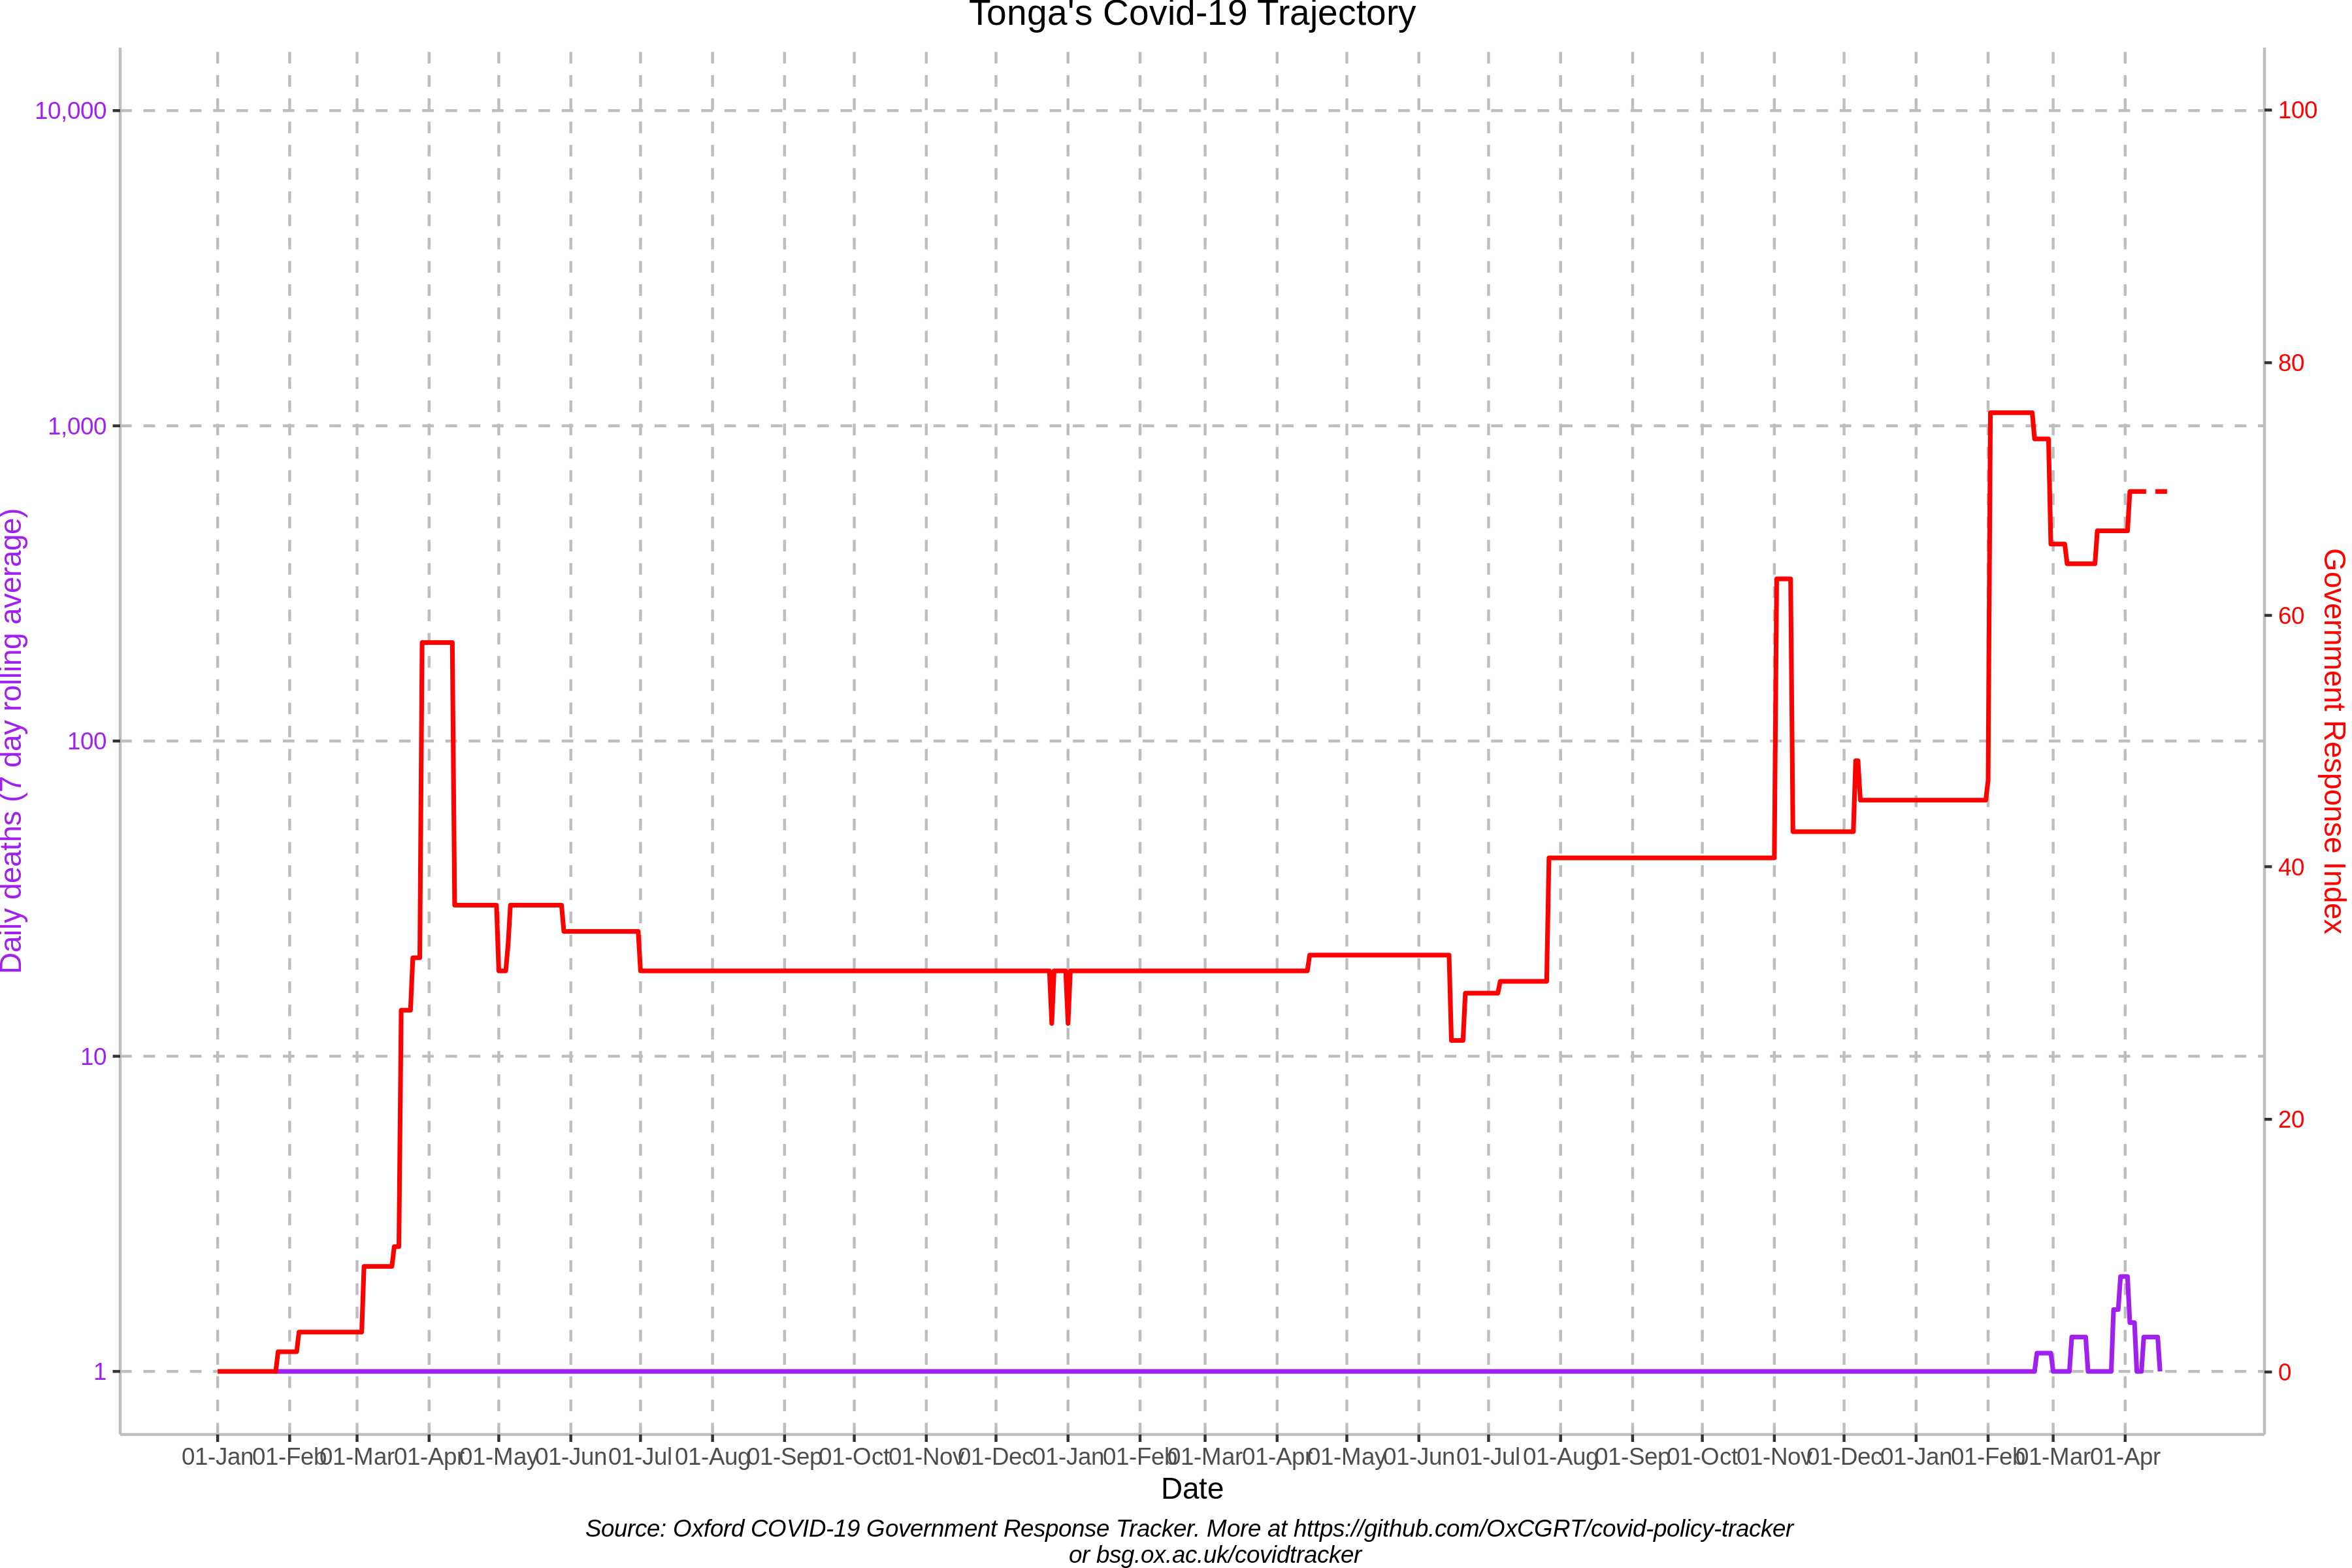 Tonga's Covid-19 Trajectory
10,000
1,000
100
10
1
Daily deaths (7 day rolling average)
100
80
60
40
20
0
Government Response Index
01-Jan 01-Feb 01-Mar 01-Apr 01-May 01-Jun 01-Jul 01-Aug 01-Sep 01-Oct 01-Nov 01-Dec 01-Jan 01-Feb 01-Mar 01-Apr 01-May 01-Jun 01-Jul 01-Aug 01-Sep 01-Oct 01-Nov 01-Dec 01-Jan 01-Feb 01-Mar 01-Apr
Date
Source: Oxford COVID-19 Government Response Tracker. More at https://github.com/OxCGRT/covid-policy-tracker
or bsg.ox.ac.uk/covidtracker